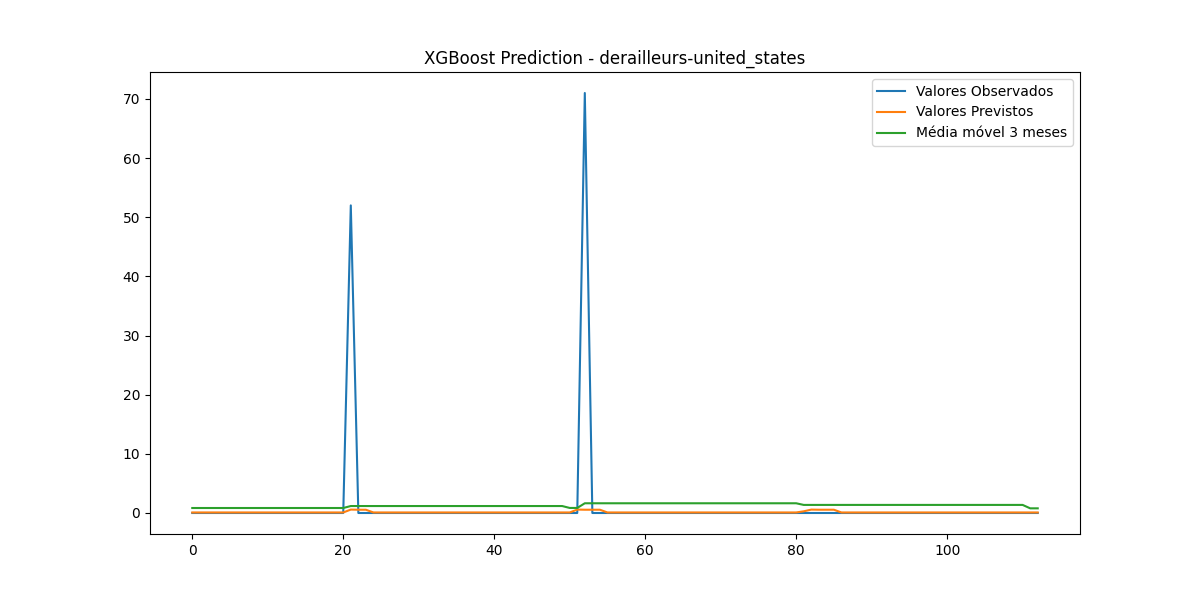 XGBoost Prediction - derailleurs-united_states
Valores Observados
Valores Previstos
Média móvel 3 meses
70
60
50
40
30
20
10
0
0 20 40 60 80 100